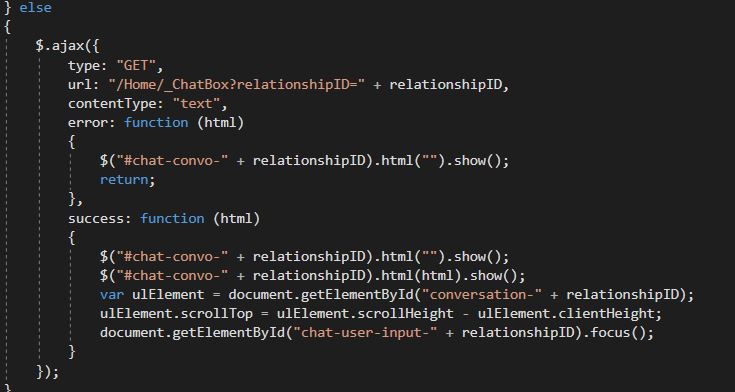 } else
{
$.ajax({
type: "GET",
url: "/Home/_ChatBox?relationshipID=" + relationshipID,
contentType: "text",
error: function (html)
{
$("#chat-convo-" + relationshipID).html("").show();
return;
},
success: function (html)
{
$("#chat-convo-" + relationshipID).html("").show();
$("#chat-convo-" + relationshipID).html(html).show();
var ulElement = document.getElementById("conversation-" + relationshipID);
ulElement.scrollTop = ulElement.scrollHeight - ulElement.clientHeight;
document.getElementById("chat-user-input-" + relationshipID).focus();
}
});
}